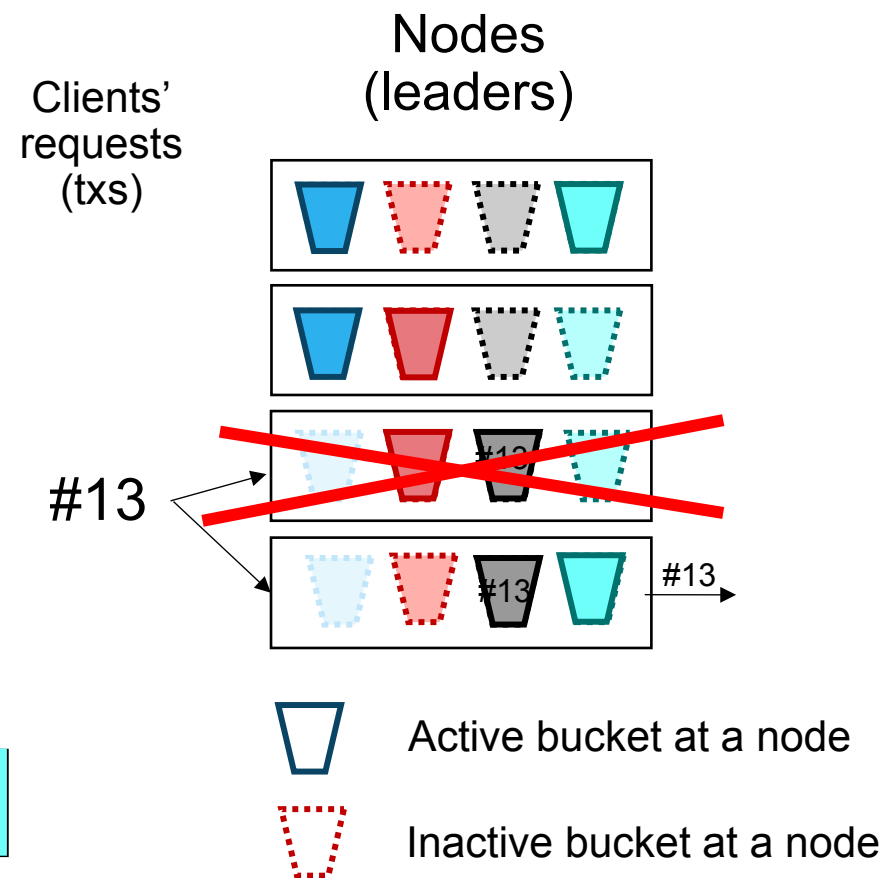 Nodes
(leaders)
Clients’
requests
(txs)
#13
#13
#13
#13
Active bucket at a node
Inactive bucket at a node